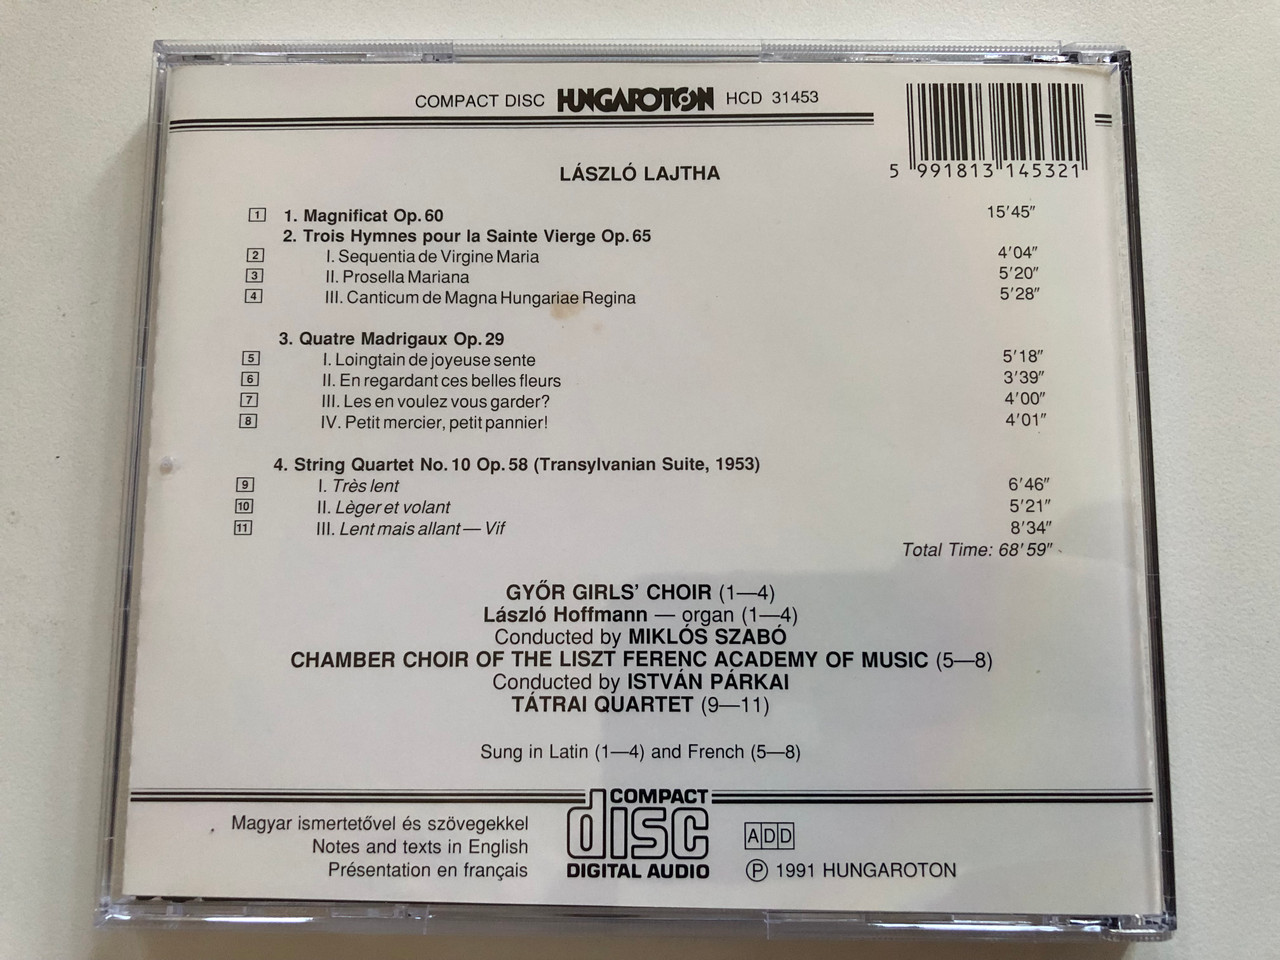 COMPACT DISC HUNGAROTON HCD 31453
5 991813 145321
LÁSZLÓ LAJTHA
1 1. Magnificat Op. 60 15′45″
2. Trois Hymnes pour la Sainte Vierge Op. 65
2 I. Sequentia de Virgine Maria 4′04″
3 II. Prosella Mariana 5′20″
4 III. Canticum de Magna Hungariae Regina 5′28″
3. Quatre Madrigaux Op. 29
5 I. Loingtain de joyeuse sente 5′18″
6 II. En regardant ces belles fleurs 3′39″
7 III. Les en voulez vous garder? 4′00″
8 IV. Petit mercier, petit pannier! 4′01″
4. String Quartet No. 10 Op. 58 (Transylvanian Suite, 1953)
9 I. Très lent 6′46″
10 II. Lèger et volant 5′21″
11 III. Lent mais allant — Vif 8′34″
Total Time: 68′59″
GYŐR GIRLS' CHOIR (1—4)
László Hoffmann — organ (1—4)
Conducted by MIKLÓS SZABÓ
CHAMBER CHOIR OF THE LISZT FERENC ACADEMY OF MUSIC (5—8)
Conducted by ISTVÁN PÁRKAI
TÁTRAI QUARTET (9—11)
Sung in Latin (1—4) and French (5—8)
Magyar ismertetővel és szövegekkel
Notes and texts in English
Présentation en français
COMPACT
disc
DIGITAL AUDIO
ADD
Ⓟ 1991 HUNGAROTON